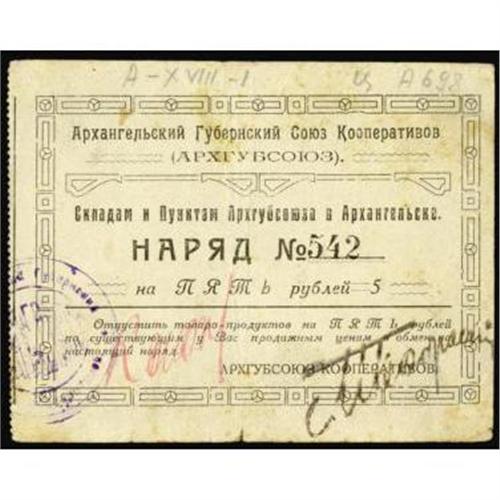 А-XVIII-I Ц А698
Архангельский Губернский Союз Кооперативов
(АРХГУБСОЮЗ).
Складам и Пунктам Архгубсоюза в Архангельске.
НАРЯД №542
на ПЯТЬ рублей 5
Отпустить товаро-продуктов на ПЯТЬ рублей
по существующим у Вас продажным ценам в обмен на
настоящий наряд.
АРХГУБСОЮЗ КООПЕРАТИВОВ